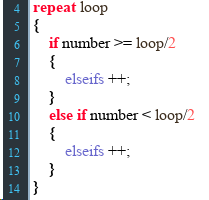 4 repeat loop
5 {
6 if number >= loop/2
7 {
8 elseifs ++;
9 }
10 else if number < loop/2
11 {
12 elseifs ++;
13 }
14 }